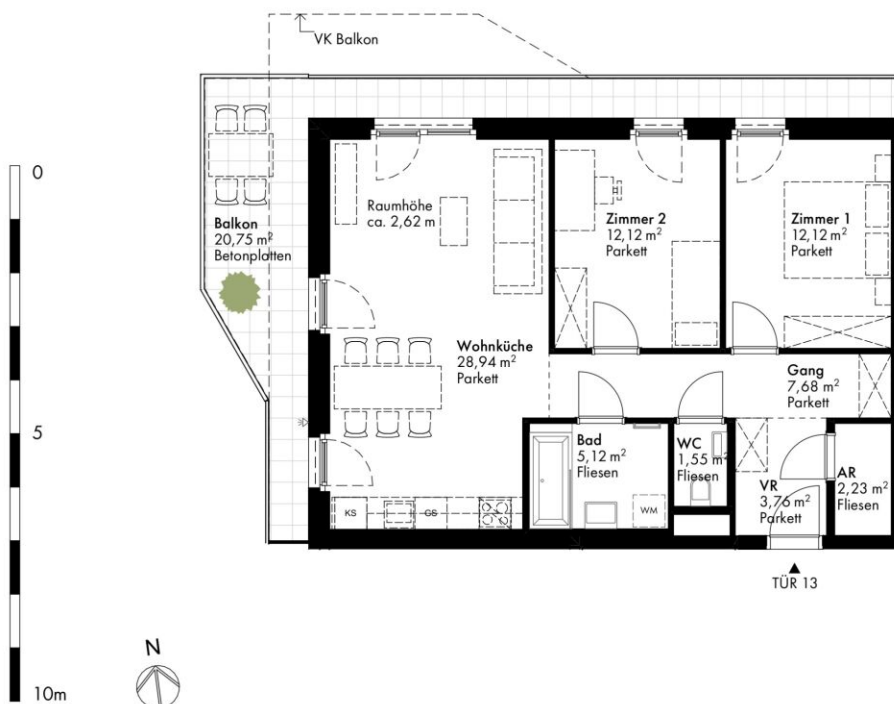 VK Balkon
0
Raumhöhe
ca. 2,62 m
Zimmer 2
12,12 m²
Parkett
Zimmer 1
12,12 m²
Parkett
Balkon
20,75 m²
Betonplatten
Wohnküche
28,94 m²
Parkett
Gang
7,68 m²
Parkett
5
Bad
5,12 m²
Fliesen
WC
1,55 m²
Fliesen
VR
3,76 m²
Parkett
AR
2,23 m²
Fliesen
KS
GS
WM
TÜR 13
N
10m